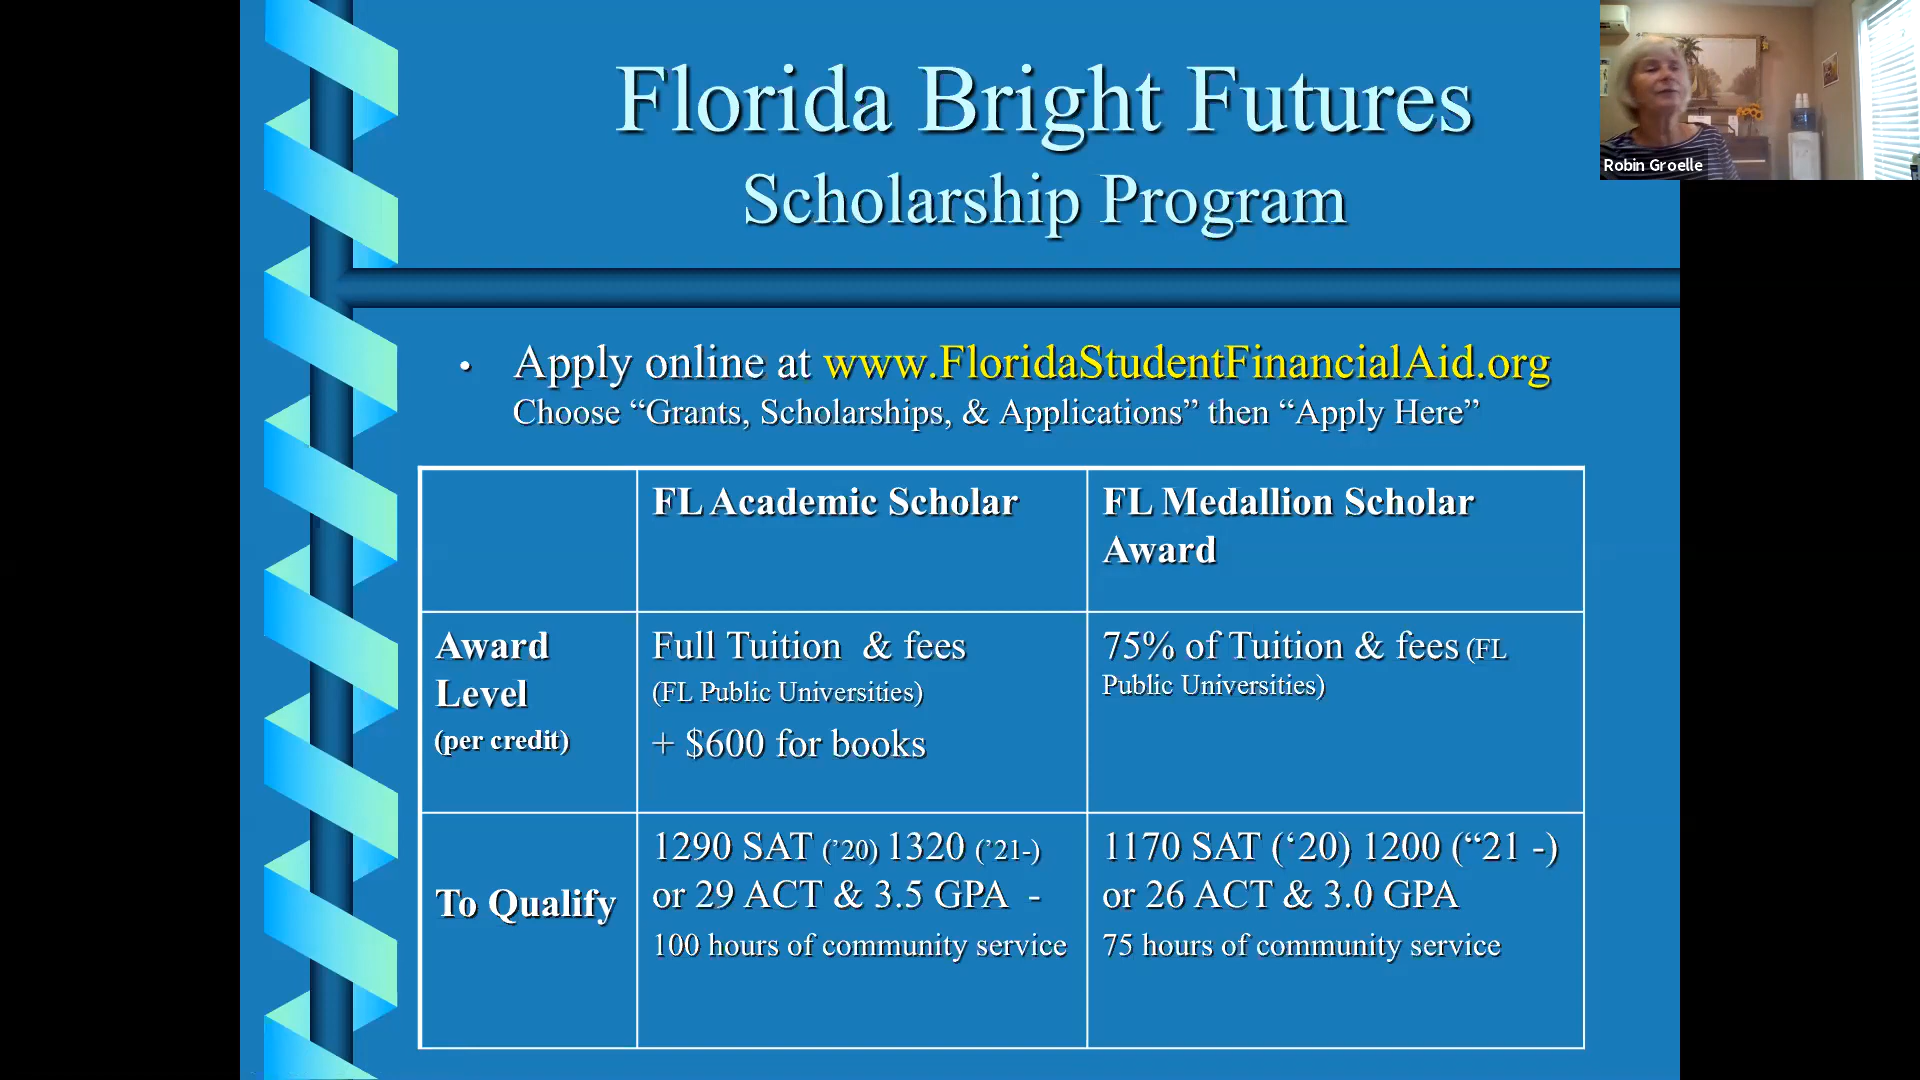 Florida Bright Futures
Scholarship Program
Robin Groelle
• Apply online at www.FloridaStudentFinancialAid.org
Choose “Grants, Scholarships, & Applications” then “Apply Here”
FL Academic Scholar
FL Medallion Scholar
Award
Award
Level
(per credit)
Full Tuition & fees
(FL Public Universities)
+ $600 for books
75% of Tuition & fees (FL
Public Universities)
To Qualify
1290 SAT (’20) 1320 (’21-)
or 29 ACT & 3.5 GPA -
100 hours of community service
1170 SAT (‘20) 1200 (“21 -)
or 26 ACT & 3.0 GPA
75 hours of community service